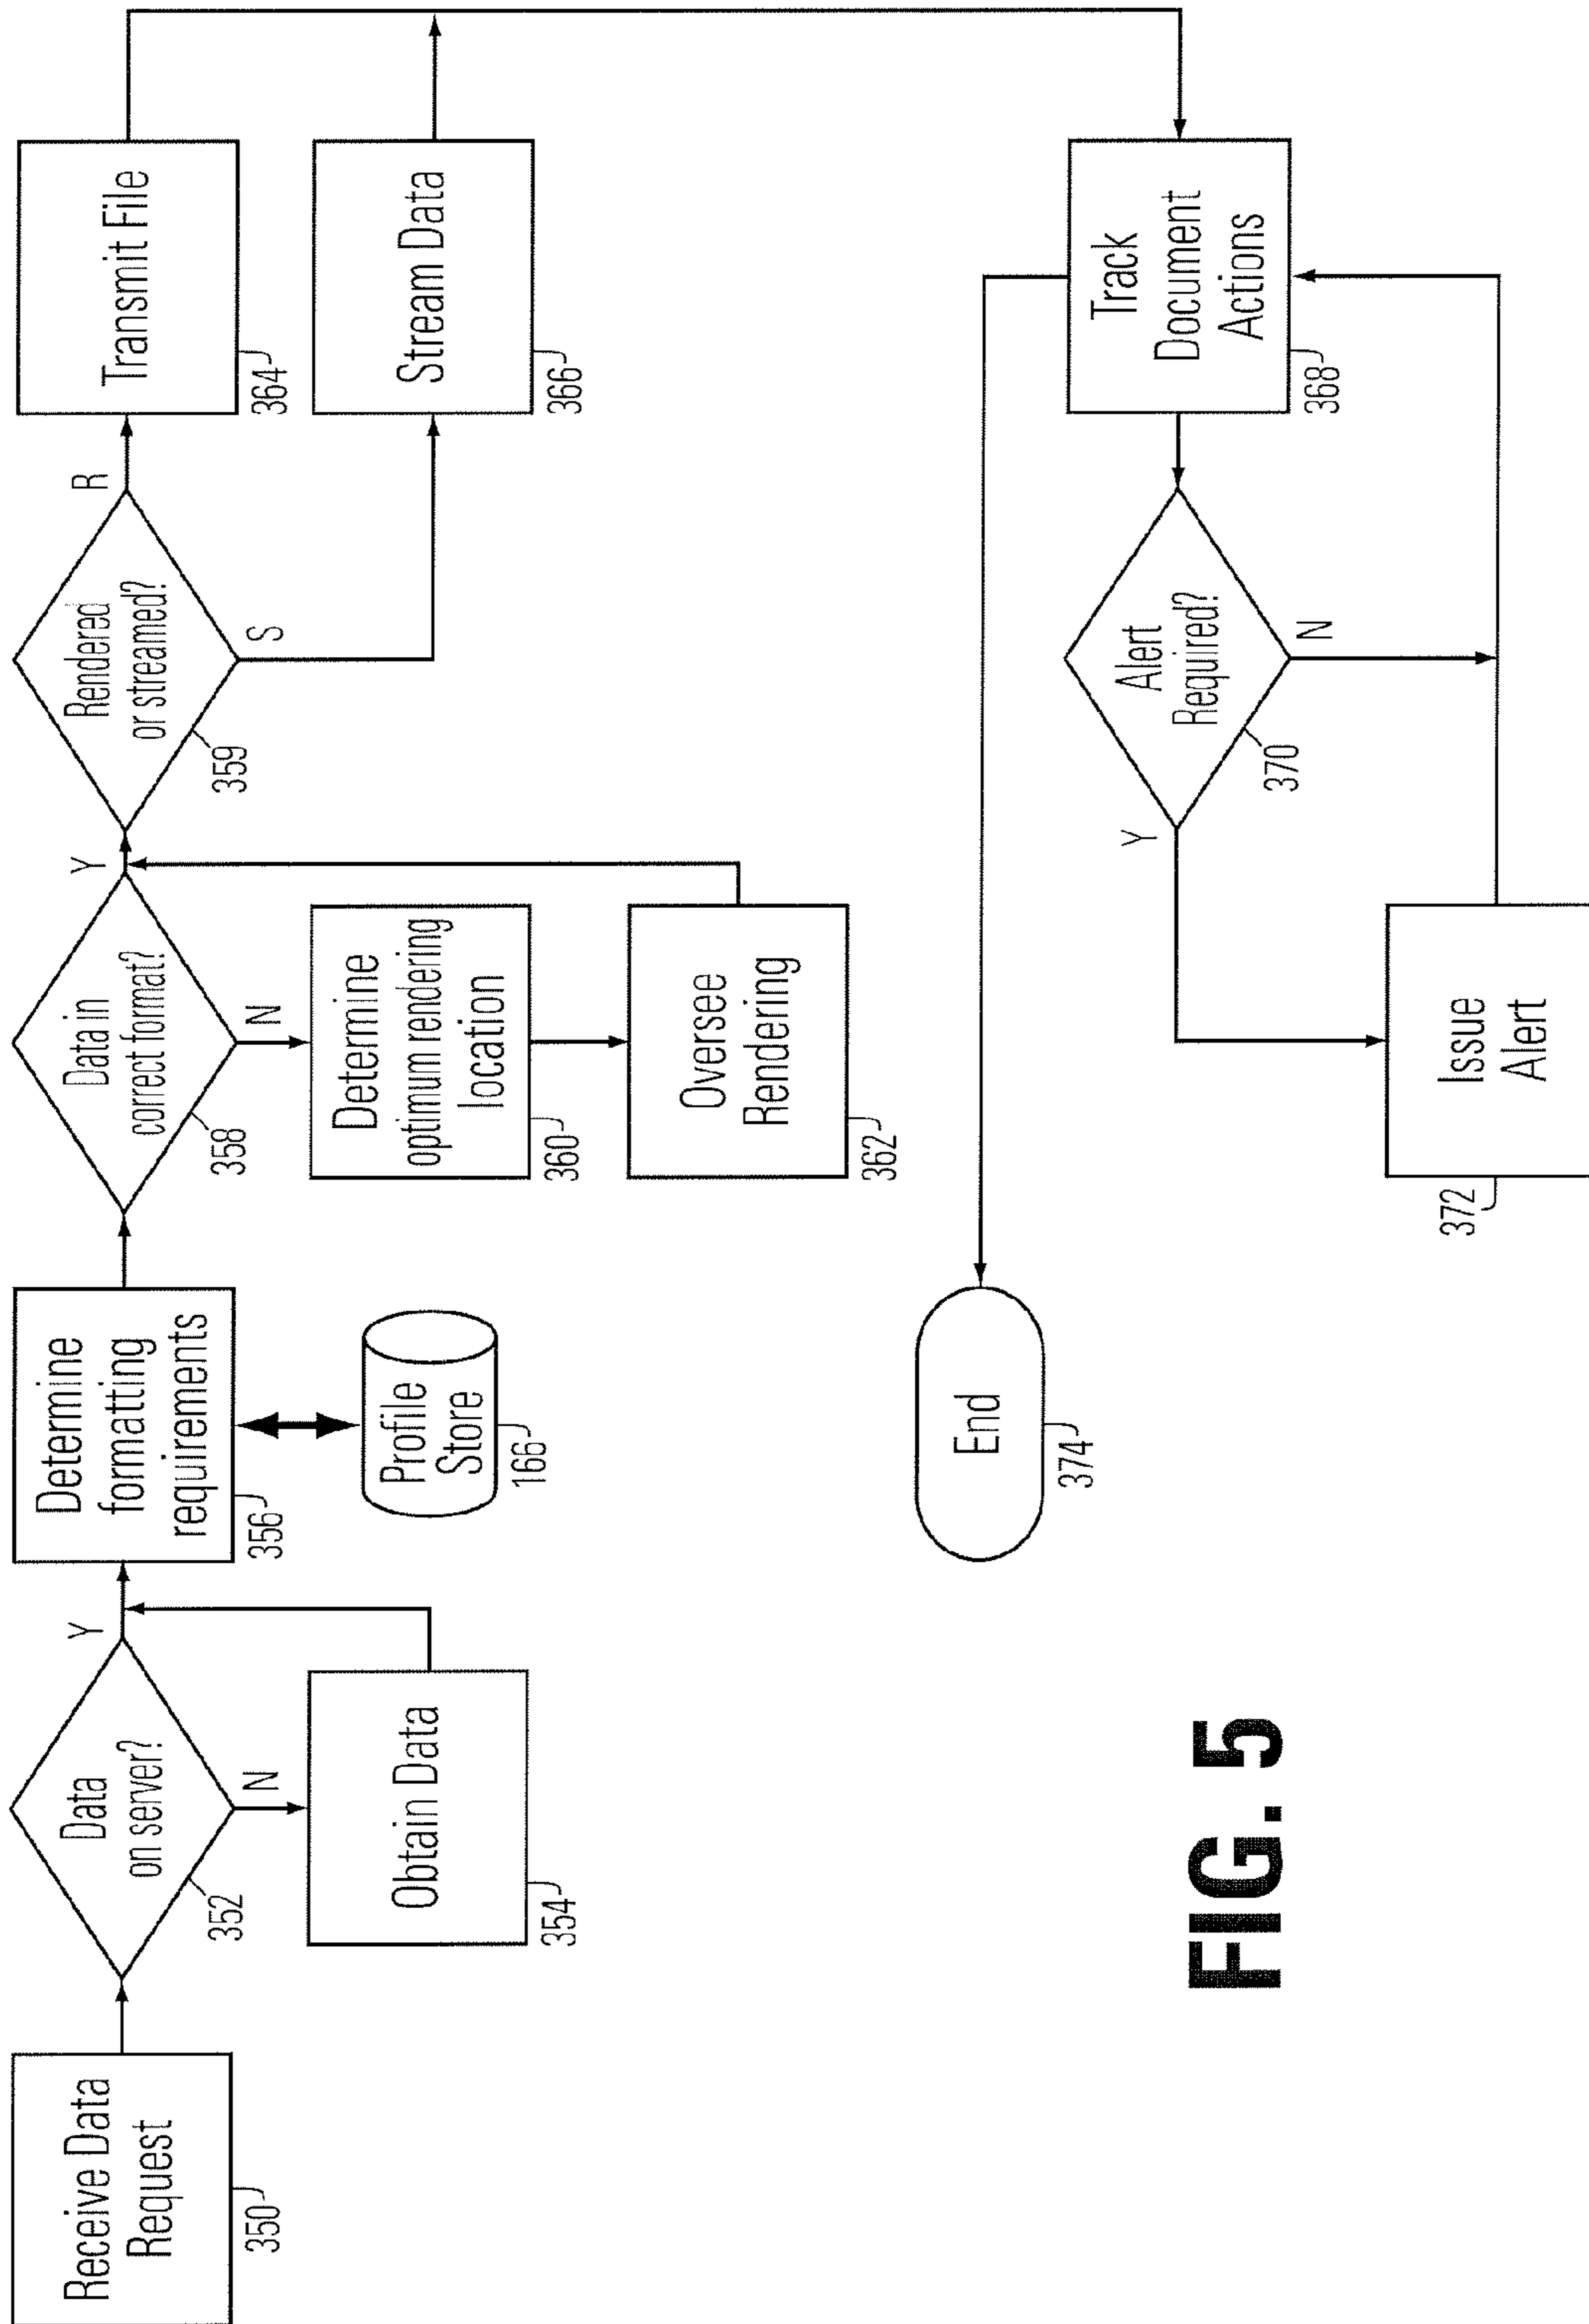 Receive Data
Request
350
Data
on server?
352
Y
N
Obtain Data
354
Determine
formatting
requirements
356
Profile
Store
166
Data in
correct format?
358
Y
N
Determine
optimum rendering
location
360
Oversee
Rendering
362
Rendered
or streamed?
359
R
S
Transmit File
364
Stream Data
366
Track
Document
Actions
368
Alert
Required?
370
Y
N
Issue
Alert
372
End
374
FIG. 5